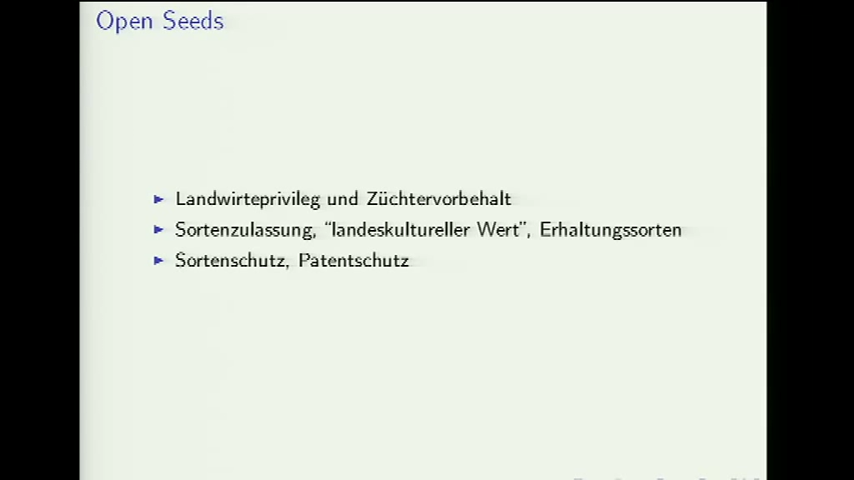 Open Seeds
Landwirteprivileg und Züchtervorbehalt
Sortenzulassung, “landeskultureller Wert”, Erhaltungssorten
Sortenschutz, Patentschutz